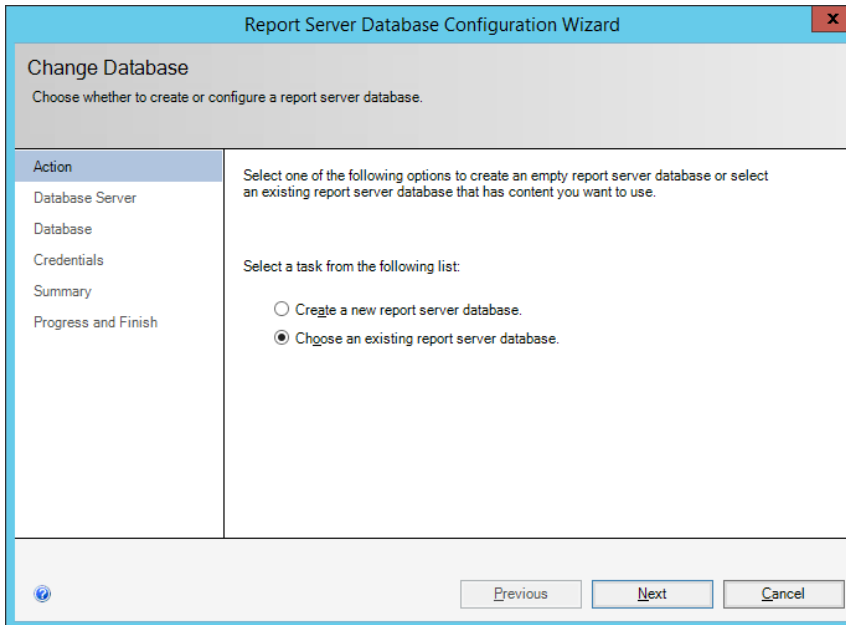 Report Server Database Configuration Wizard
x
Change Database
Choose whether to create or configure a report server database.
Action
Database Server
Database
Credentials
Summary
Progress and Finish
Select one of the following options to create an empty report server database or select
an existing report server database that has content you want to use.
Select a task from the following list:
Create a new report server database.
Choose an existing report server database.
?
Previous
Next
Cancel